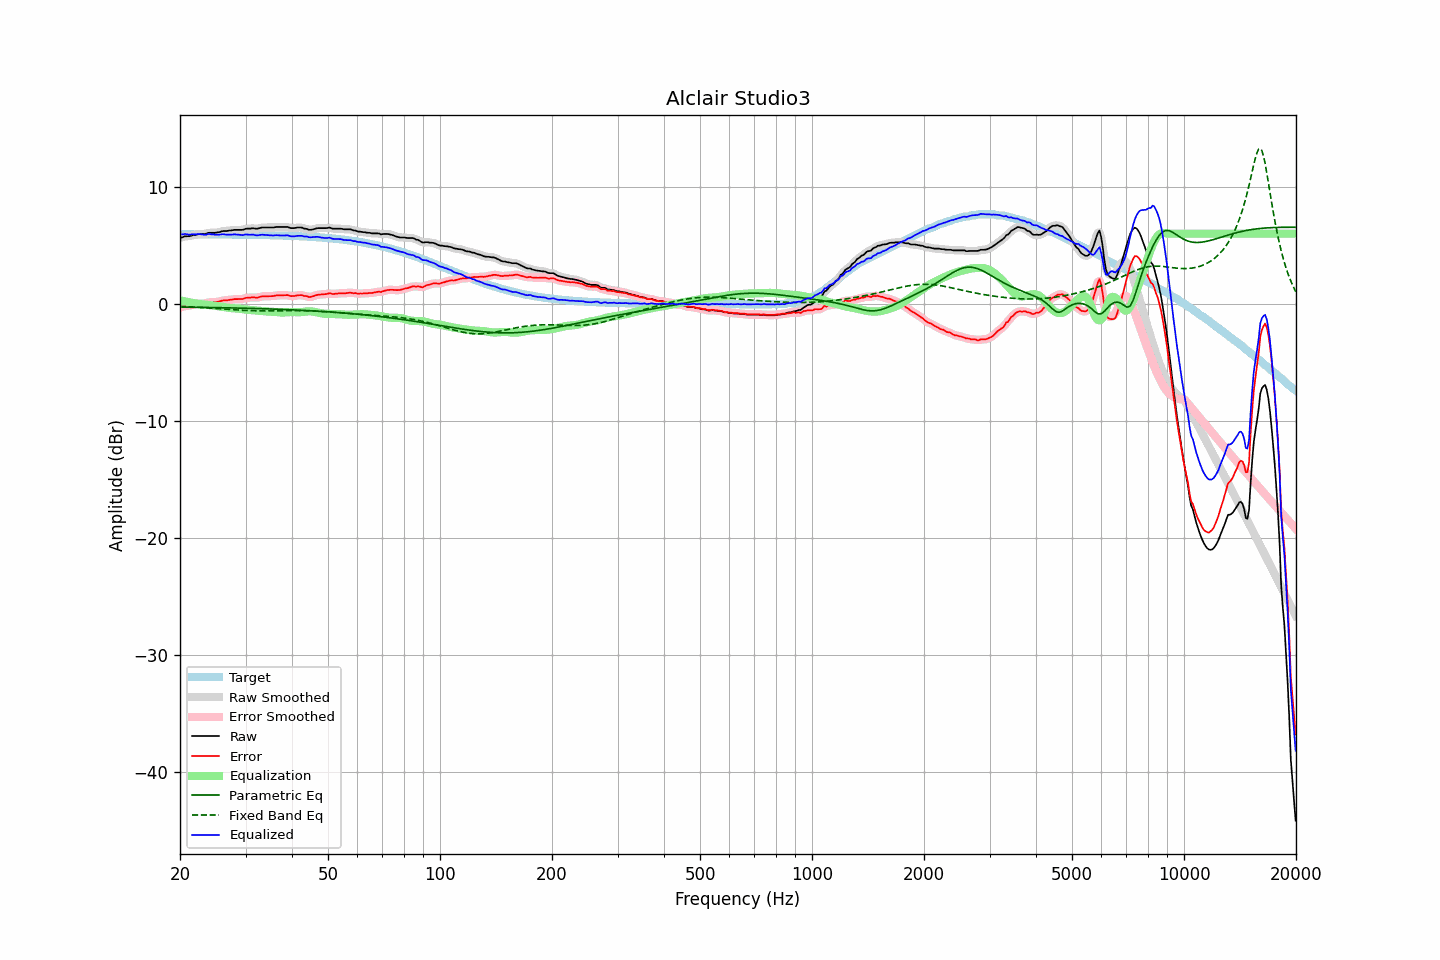 Alclair Studio3
10
0
−10
−20
−30
−40
Amplitude (dBr)
20
50
100
200
500
1000
2000
5000
10000
20000
Frequency (Hz)
Target
Raw Smoothed
Error Smoothed
Raw
Error
Equalization
Parametric Eq
Fixed Band Eq
Equalized